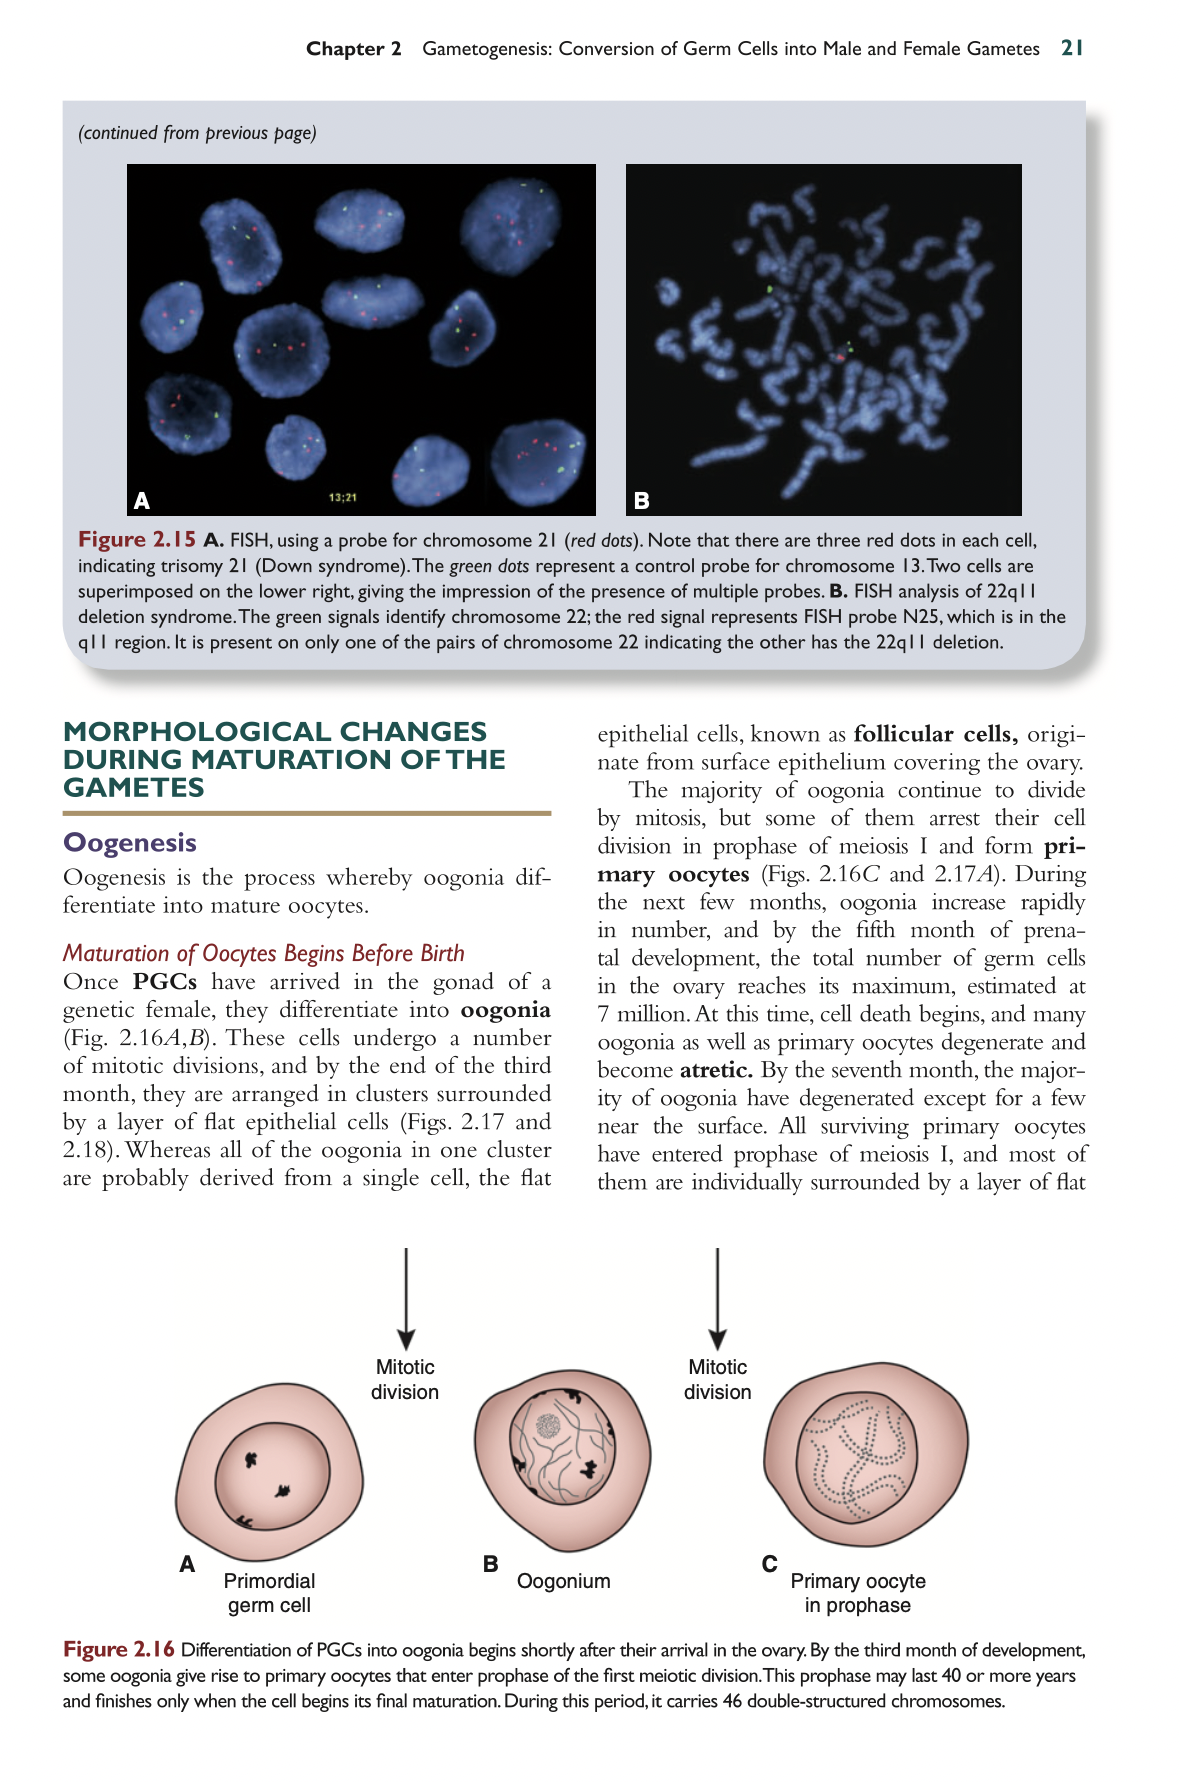 Chapter 2 Gametogenesis: Conversion of Germ Cells into Male and Female Gametes 21
(continued from previous page)
13;21
A
B
Figure 2.15 A. FISH, using a probe for chromosome 21 (red dots). Note that there are three red dots in each cell,
indicating trisomy 21 (Down syndrome). The green dots represent a control probe for chromosome 13. Two cells are
superimposed on the lower right, giving the impression of the presence of multiple probes. B. FISH analysis of 22q11
deletion syndrome. The green signals identify chromosome 22; the red signal represents FISH probe N25, which is in the
q11 region. It is present on only one of the pairs of chromosome 22 indicating the other has the 22q11 deletion.
MORPHOLOGICAL CHANGES
DURING MATURATION OF THE
GAMETES
Oogenesis
Oogenesis is the process whereby oogonia dif-
ferentiate into mature oocytes.
Maturation of Oocytes Begins Before Birth
Once PGCs have arrived in the gonad of a
genetic female, they differentiate into oogonia
(Fig. 2.16A,B). These cells undergo a number
of mitotic divisions, and by the end of the third
month, they are arranged in clusters surrounded
by a layer of flat epithelial cells (Figs. 2.17 and
2.18). Whereas all of the oogonia in one cluster
are probably derived from a single cell, the flat
epithelial cells, known as follicular cells, origi-
nate from surface epithelium covering the ovary.
The majority of oogonia continue to divide
by mitosis, but some of them arrest their cell
division in prophase of meiosis I and form pri-
mary oocytes (Figs. 2.16C and 2.17A). During
the next few months, oogonia increase rapidly
in number, and by the fifth month of prena-
tal development, the total number of germ cells
in the ovary reaches its maximum, estimated at
7 million. At this time, cell death begins, and many
oogonia as well as primary oocytes degenerate and
become atretic. By the seventh month, the major-
ity of oogonia have degenerated except for a few
near the surface. All surviving primary oocytes
have entered prophase of meiosis I, and most of
them are individually surrounded by a layer of flat
Mitotic
division
Mitotic
division
A
Primordial
germ cell
B
Oogonium
C
Primary oocyte
in prophase
Figure 2.16 Differentiation of PGCs into oogonia begins shortly after their arrival in the ovary. By the third month of development,
some oogonia give rise to primary oocytes that enter prophase of the first meiotic division. This prophase may last 40 or more years
and finishes only when the cell begins its final maturation. During this period, it carries 46 double-structured chromosomes.